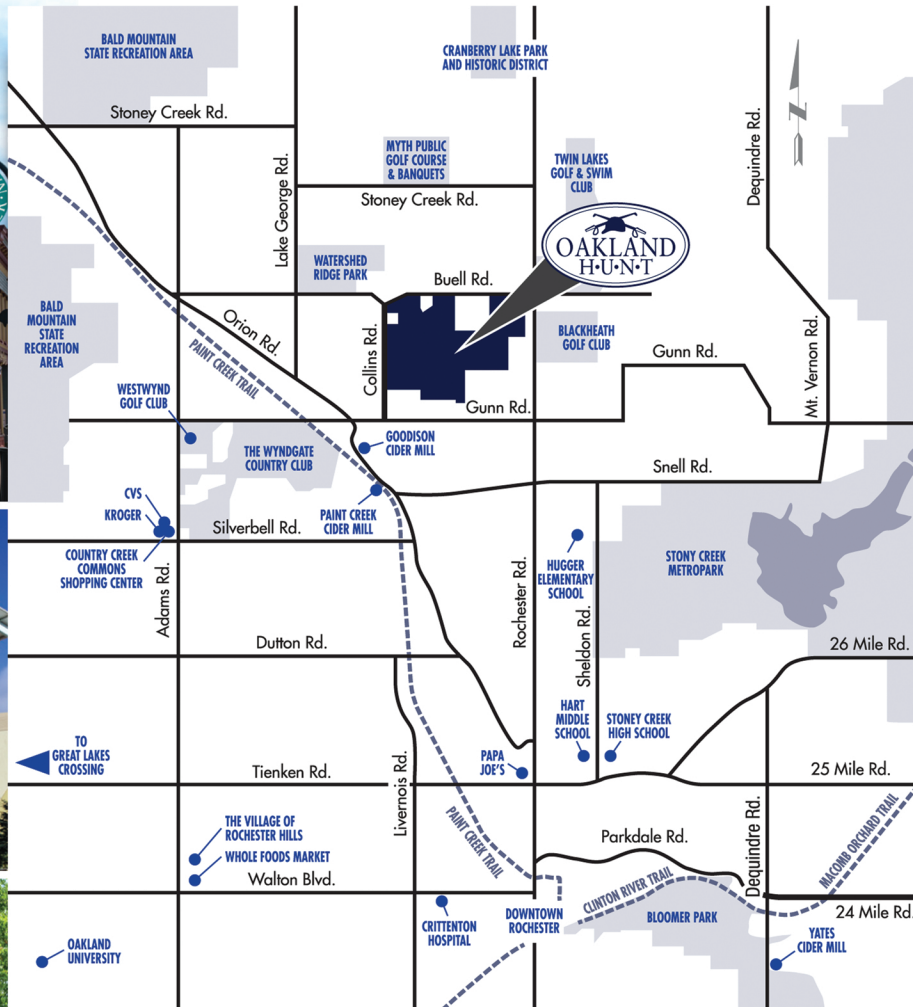 BALD MOUNTAIN
STATE RECREATION AREA
CRANBERRY LAKE PARK
AND HISTORIC DISTRICT
Stoney Creek Rd.
Lake George Rd.
MYTH PUBLIC
GOLF COURSE
& BANQUETS
TWIN LAKES
GOLF & SWIM
CLUB
Dequindre Rd.
N
Stoney Creek Rd.
OAKLAND
H•U•N•T
WATERSHED
RIDGE PARK
Buell Rd.
BALD
MOUNTAIN
STATE
RECREATION
AREA
Orion Rd.
PAINT CREEK TRAIL
Collins Rd.
BLACKHEATH
GOLF CLUB
Gunn Rd.
Mt. Vernon Rd.
WESTWYND
GOLF CLUB
Gunn Rd.
THE WYNDGATE
COUNTRY CLUB
GOODISON
CIDER MILL
Snell Rd.
CVS
KROGER
COUNTRY CREEK
COMMONS
SHOPPING CENTER
Silverbell Rd.
PAINT CREEK
CIDER MILL
HUGGER
ELEMENTARY
SCHOOL
STONY CREEK
METROPARK
Adams Rd.
Rochester Rd.
Sheldon Rd.
Dutton Rd.
26 Mile Rd.
TO
GREAT LAKES
CROSSING
HART
MIDDLE
SCHOOL
STONEY CREEK
HIGH SCHOOL
PAPA
JOE'S
Tienken Rd.
Livernois Rd.
25 Mile Rd.
THE VILLAGE OF
ROCHESTER HILLS
WHOLE FOODS MARKET
Walton Blvd.
PAINT CREEK TRAIL
Parkdale Rd.
Dequindre Rd.
MACOMB ORCHARD TRAIL
CLINTON RIVER TRAIL
24 Mile Rd.
CRITTENTON
HOSPITAL
DOWNTOWN
ROCHESTER
BLOOMER PARK
YATES
CIDER MILL
OAKLAND
UNIVERSITY